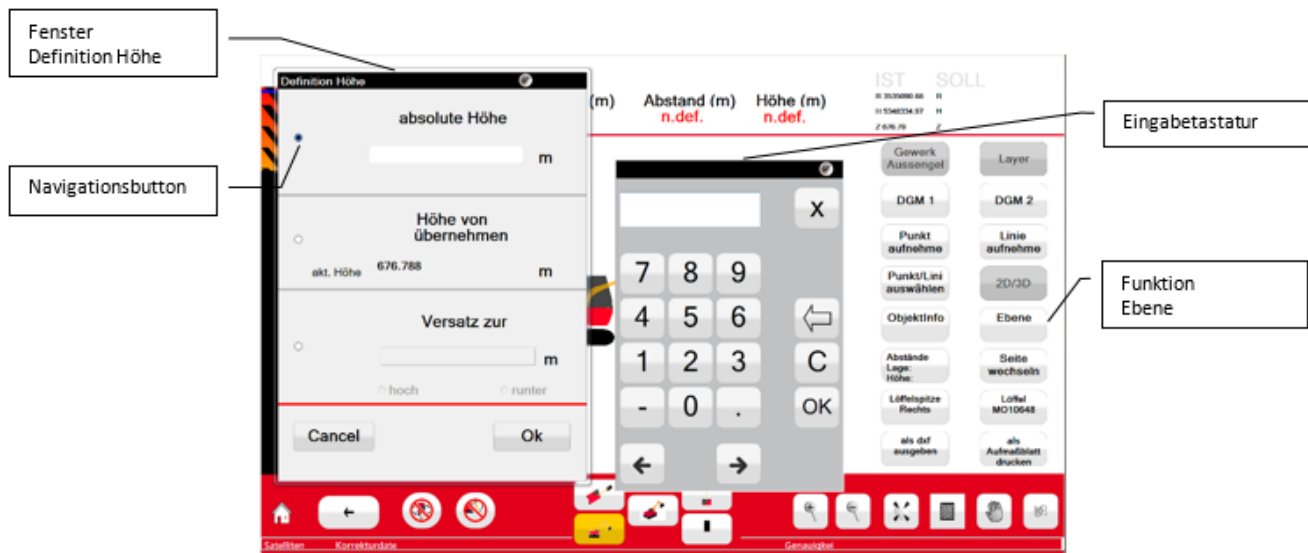 Fenster
Definition Höhe
Navigationsbutton
Eingabetastatur
Funktion
Ebene
Definition Höhe
absolute Höhe
m
Höhe von
übernehmen
akt. Höhe 676.788 m
Versatz zur
m
hoch runter
Cancel Ok
(m) Abstand (m) Höhe (m)
n.def. n.def.
IST SOLL
R
H
Z 676.79 Z
X
7 8 9
4 5 6
1 2 3 C
- 0 . OK
Gewerk
Aussengel
Layer
DGM 1 DGM 2
Punkt
aufnehme
Linie
aufnehme
Punkt/Lini
auswählen
2D/3D
ObjektInfo Ebene
Abstände
Lage:
Höhe:
Seite
wechseln
Löffelspitze
Rechts
Löffel
MO10648
als dxf
ausgeben
als
Aufmaßblatt
drucken
Satelliten Korrekturdate Genauigkei